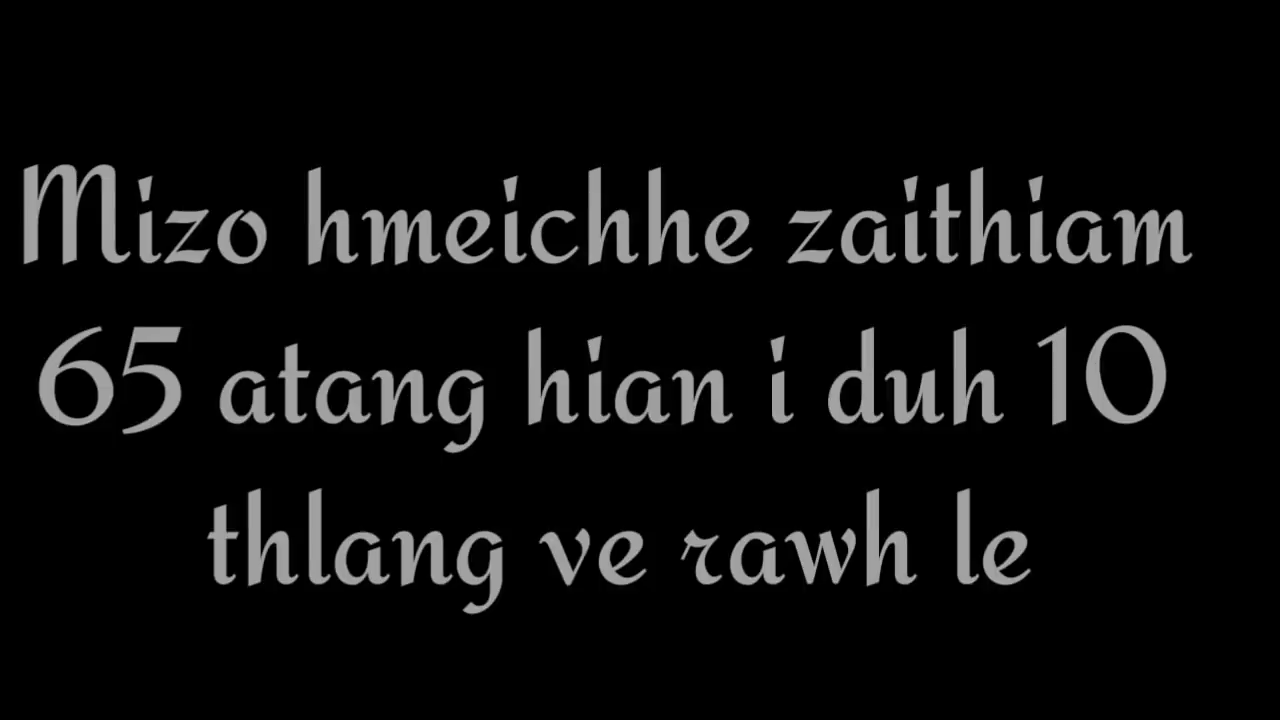 Mizo hmeichhe zaithiam
65 atang hian i duh 10
thlang ve rawh le